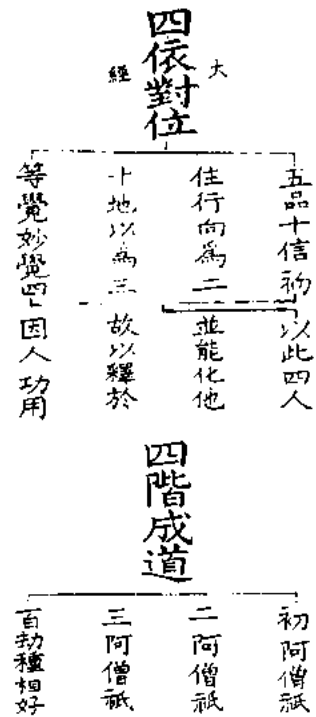 四依對位
大經
五品十信初
住行向為二
十地以為三
等覺妙覺四
以此四人
並能化他
故以釋於
因人功用
四階成道
初阿僧祇
二阿僧祇
三阿僧祇
百劫種相好